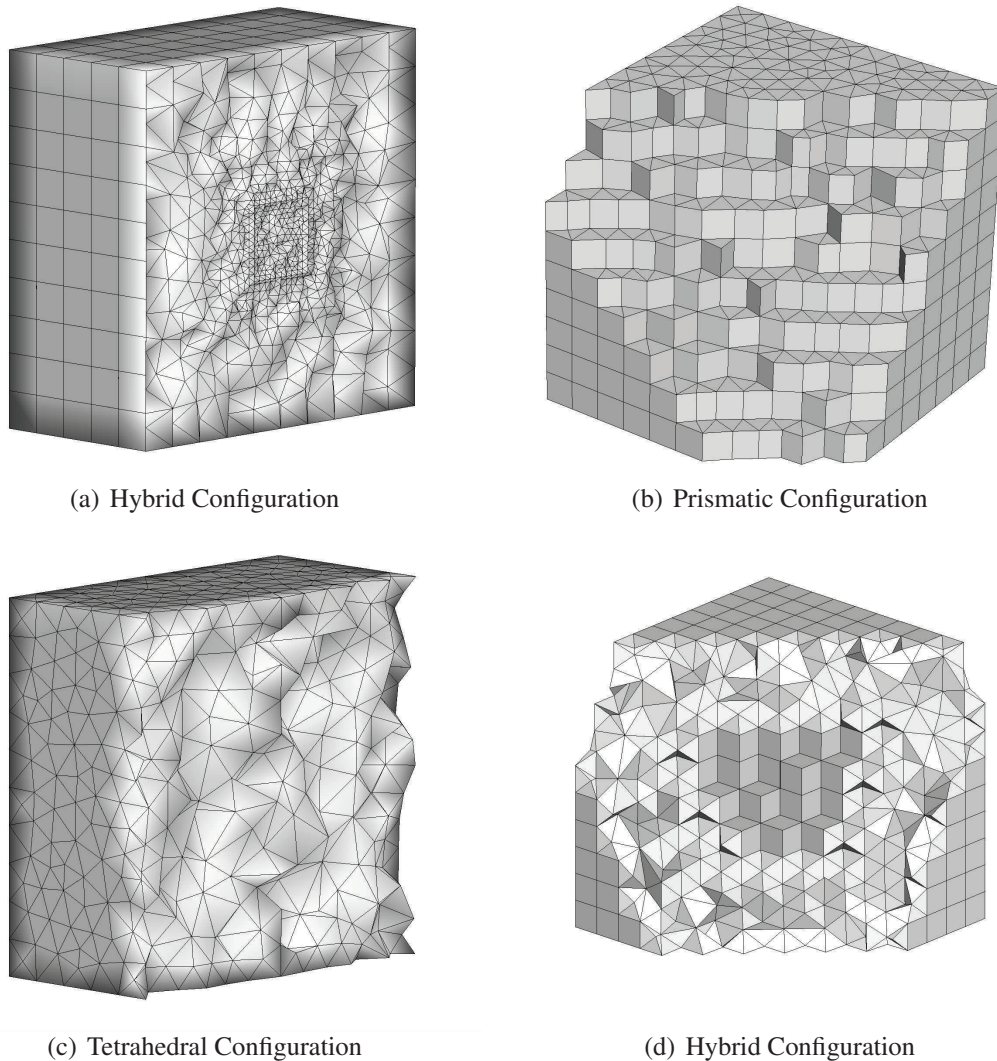 (a) Hybrid Configuration
(b) Prismatic Configuration
(c) Tetrahedral Configuration
(d) Hybrid Configuration